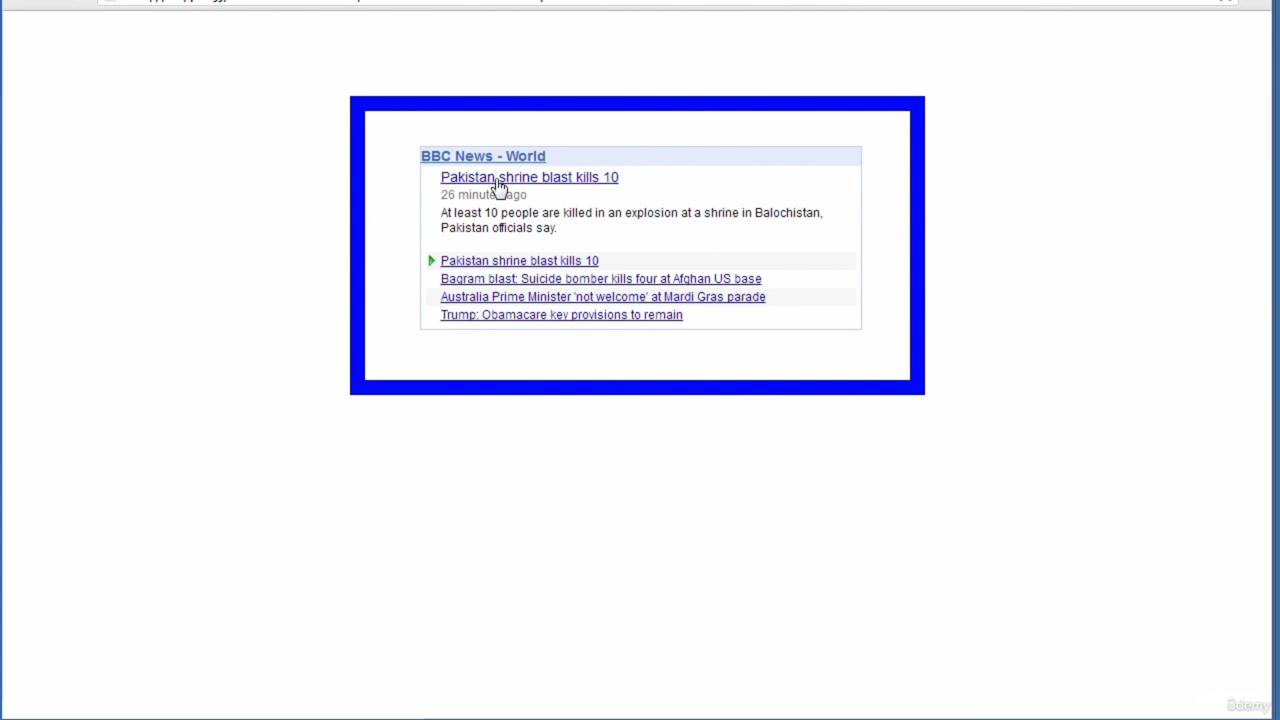 BBC News - World
Pakistan shrine blast kills 10
26 minutes ago
At least 10 people are killed in an explosion at a shrine in Balochistan,
Pakistan officials say.
Pakistan shrine blast kills 10
Bagram blast: Suicide bomber kills four at Afghan US base
Australia Prime Minister 'not welcome' at Mardi Gras parade
Trump: Obamacare key provisions to remain
ûdemy